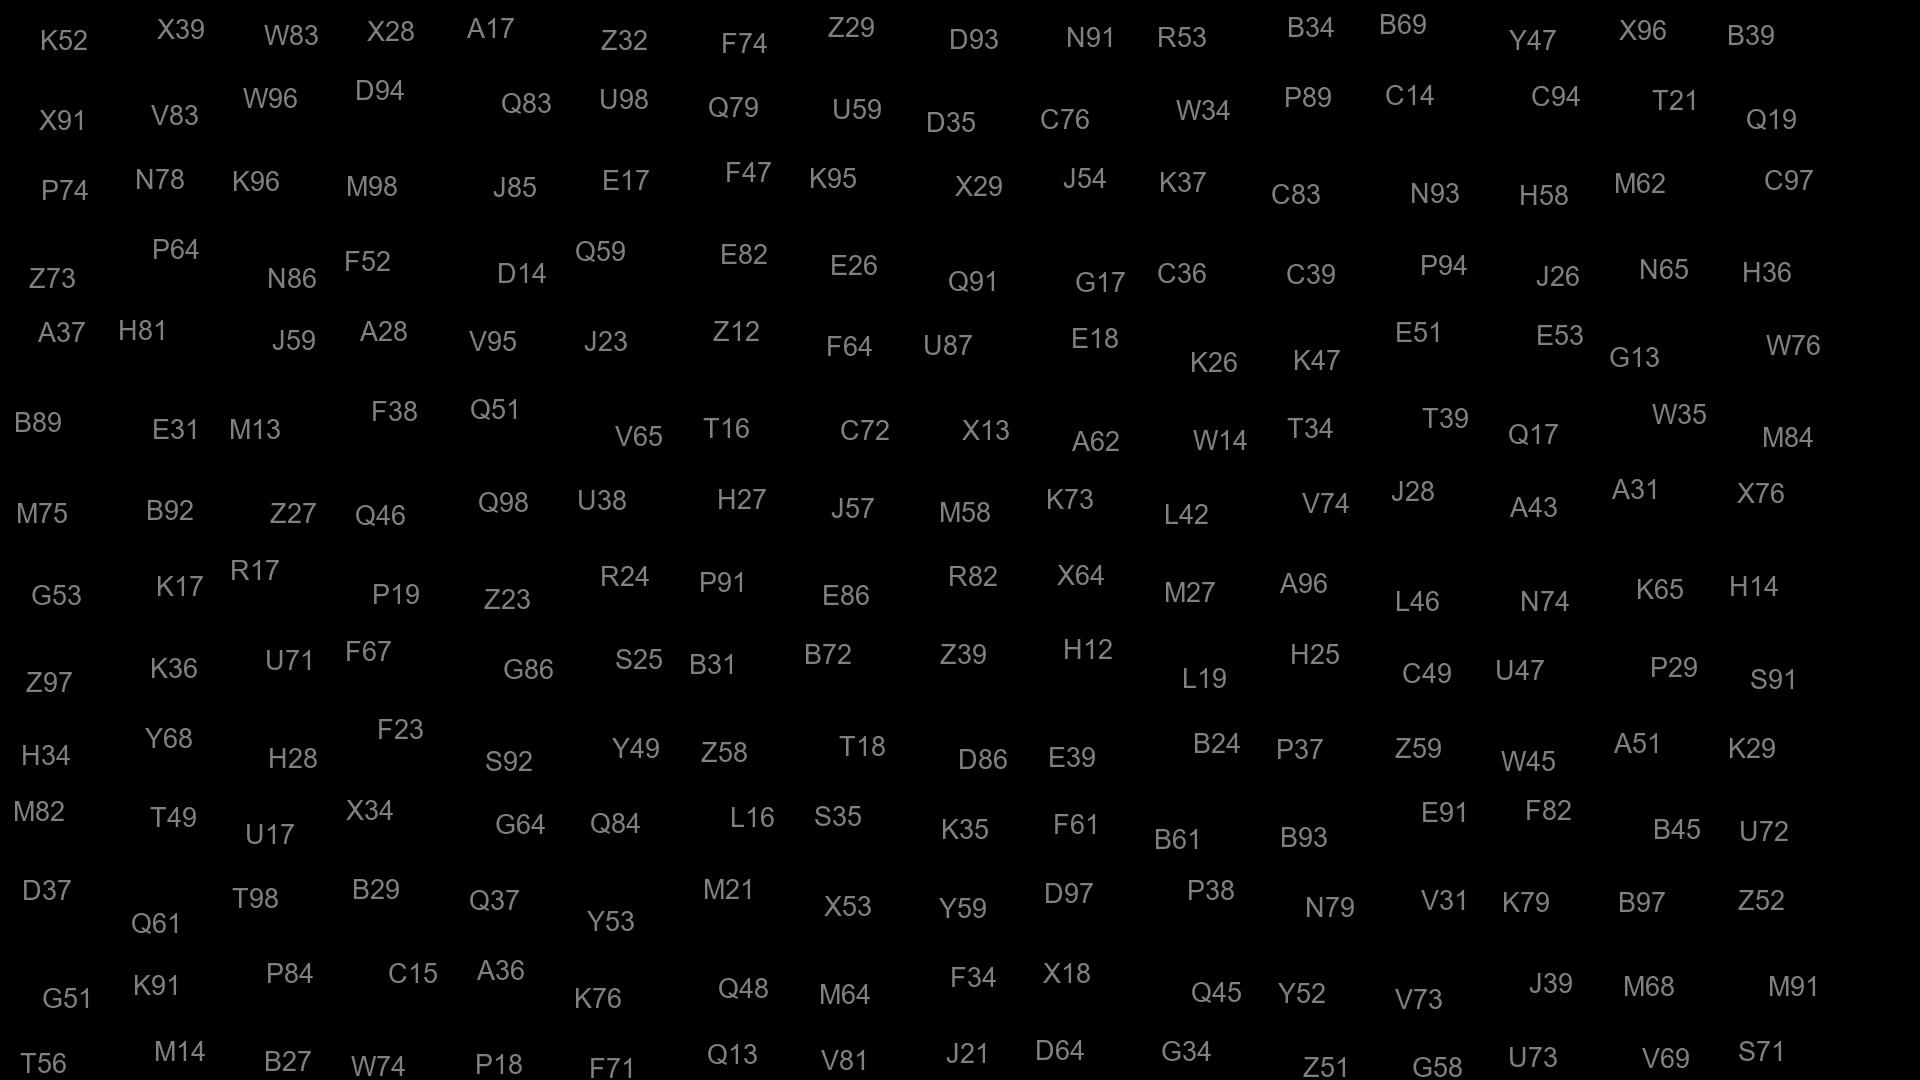 K52 X39 W83 X28 A17 Z32 F74 Z29 D93 N91 R53 B34 B69 Y47 X96 B39
X91 V83 W96 D94 Q83 U98 Q79 U59 D35 C76 W34 P89 C14 C94 T21 Q19
P74 N78 K96 M98 J85 E17 F47 K95 X29 J54 K37 C83 N93 H58 M62 C97
Z73 P64 N86 F52 D14 Q59 E82 E26 Q91 G17 C36 C39 P94 J26 N65 H36
A37 H81 J59 A28 V95 J23 Z12 F64 U87 E18 K26 K47 E51 E53 G13 W76
B89 E31 M13 F38 Q51 V65 T16 C72 X13 A62 W14 T34 T39 Q17 W35 M84
M75 B92 Z27 Q46 Q98 U38 H27 J57 M58 K73 L42 V74 J28 A43 A31 X76
G53 K17 R17 P19 Z23 R24 P91 E86 R82 X64 M27 A96 L46 N74 K65 H14
Z97 K36 U71 F67 G86 S25 B31 B72 Z39 H12 L19 H25 C49 U47 P29 S91
H34 Y68 H28 F23 S92 Y49 Z58 T18 D86 E39 B24 P37 Z59 W45 A51 K29
M82 T49 U17 X34 G64 Q84 L16 S35 K35 F61 B61 B93 E91 F82 B45 U72
D37 Q61 T98 B29 Q37 Y53 M21 X53 Y59 D97 P38 N79 V31 K79 B97 Z52
G51 K91 P84 C15 A36 K76 Q48 M64 F34 X18 Q45 Y52 V73 J39 M68 M91
T56 M14 B27 W74 P18 F71 Q13 V81 J21 D64 G34 Z51 G58 U73 V69 S71